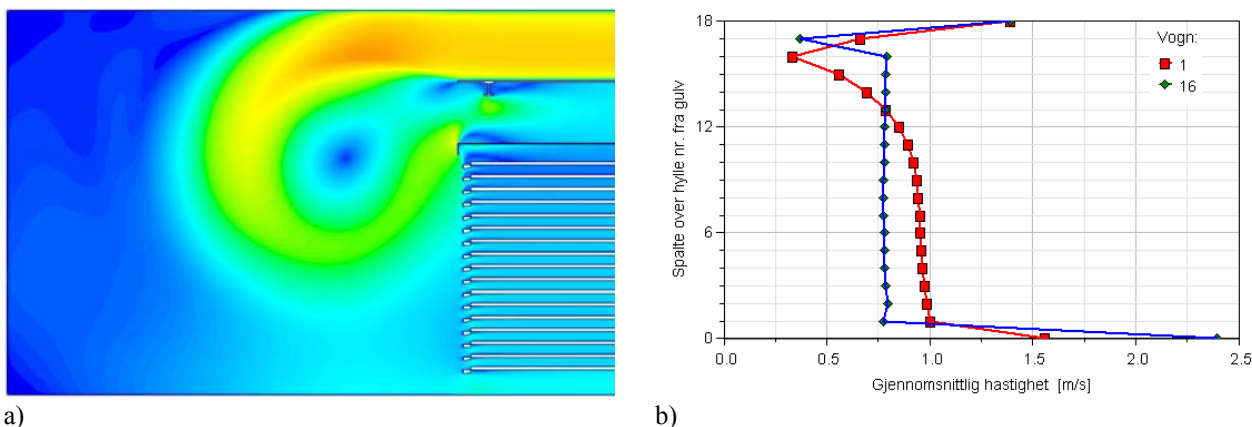 18
12
6
0
Spalte over hylle nr. fra gulv
Vogn:
1
16
0.0 0.5 1.0 1.5 2.0 2.5
Gjennomsnittlig hastighet [m/s]
a) b)